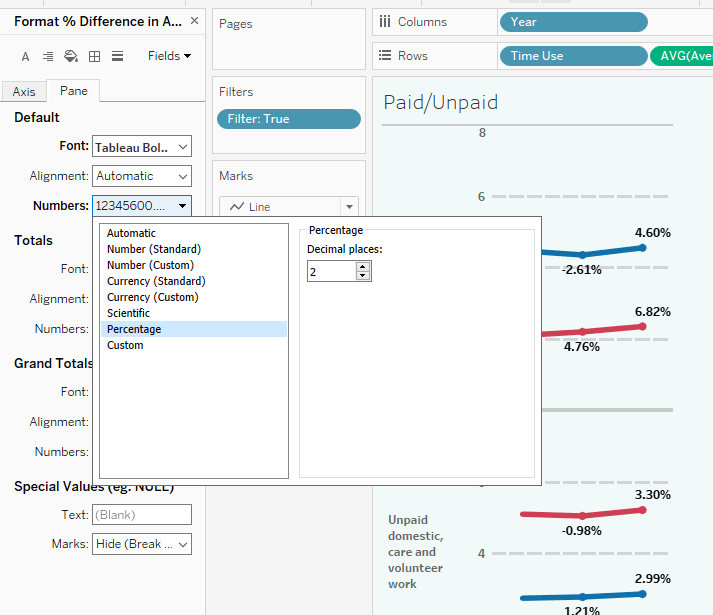 Format % Difference in A... ×
Fields
Axis
Pane
Default
Font: Tableau Bol..
Alignment: Automatic
Numbers: 12345600....
Totals
Font:
Alignment:
Numbers:
Grand Totals
Font:
Alignment:
Numbers:
Special Values (eg. NULL)
Text: (Blank)
Marks: Hide (Break ...
Automatic
Number (Standard)
Number (Custom)
Currency (Standard)
Currency (Custom)
Scientific
Percentage
Custom
Percentage
Decimal places:
2
Pages
Filters
Filter: True
Marks
Line
Columns
Year
Rows
Time Use
AVG(Ave
Paid/Unpaid
8
6
4.60%
-2.61%
6.82%
4.76%
3.30%
-0.98%
Unpaid
domestic,
care and
volunteer
work
4
2.99%
1.21%